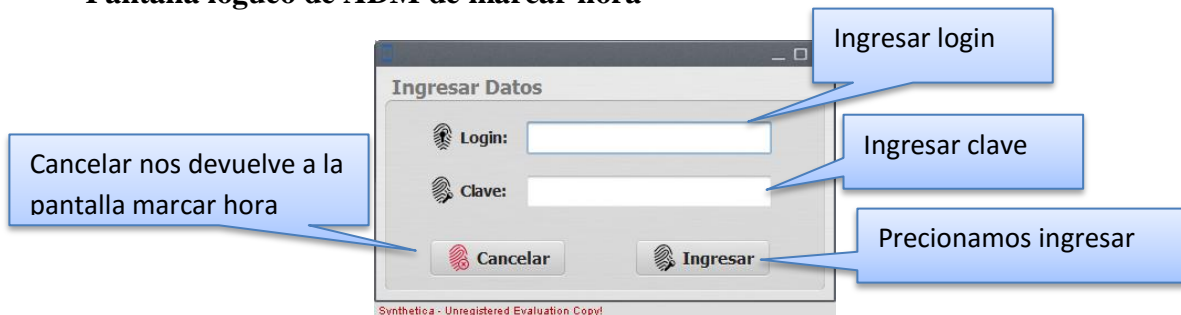 Pantalla logueo de ADM de marcar hora
Ingresar login
Ingresar Datos
Login:
Ingresar clave
Cancelar nos devuelve a la
pantalla marcar hora
Clave:
Precionamos ingresar
Cancelar
Ingresar
Synthetica - Unregistered Evaluation Copy!